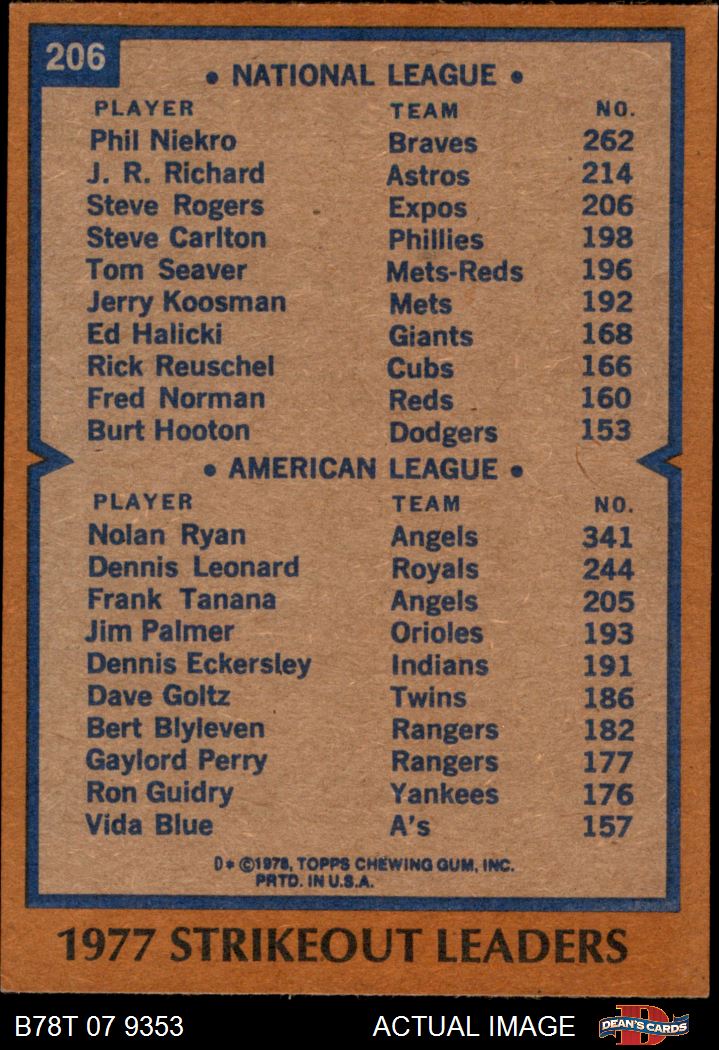 206
• NATIONAL LEAGUE •
PLAYER TEAM NO.
Phil Niekro Braves 262
J. R. Richard Astros 214
Steve Rogers Expos 206
Steve Carlton Phillies 198
Tom Seaver Mets-Reds 196
Jerry Koosman Mets 192
Ed Halicki Giants 168
Rick Reuschel Cubs 166
Fred Norman Reds 160
Burt Hooton Dodgers 153
• AMERICAN LEAGUE •
PLAYER TEAM NO.
Nolan Ryan Angels 341
Dennis Leonard Royals 244
Frank Tanana Angels 205
Jim Palmer Orioles 193
Dennis Eckersley Indians 191
Dave Goltz Twins 186
Bert Blyleven Rangers 182
Gaylord Perry Rangers 177
Ron Guidry Yankees 176
Vida Blue A's 157
D* ©1978, TOPPS CHEWING GUM, INC.
PRTD. IN U.S.A.
1977 STRIKEOUT LEADERS
B78T 07 9353 ACTUAL IMAGE D DEAN'S CARDS